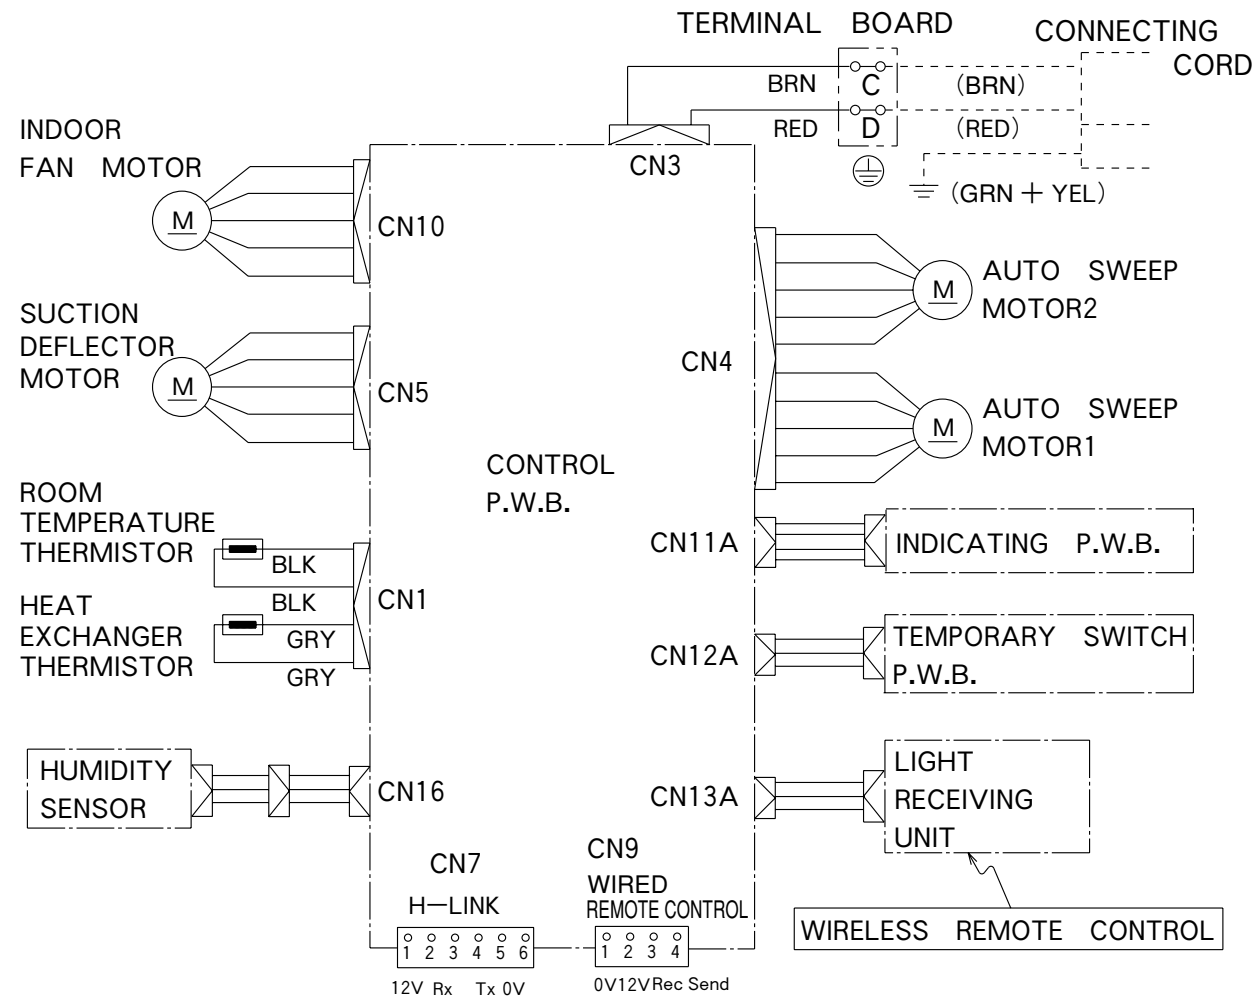 TERMINAL BOARD
CONNECTING
CORD
BRN
C
(BRN)
RED
D
(RED)
(GRN + YEL)
CN3
INDOOR
FAN MOTOR
M
CN10
SUCTION
DEFLECTOR
MOTOR
M
CN5
AUTO SWEEP
MOTOR2
M
CN4
AUTO SWEEP
MOTOR1
M
CONTROL
P.W.B.
ROOM
TEMPERATURE
THERMISTOR
BLK
BLK
CN1
HEAT
EXCHANGER
THERMISTOR
GRY
GRY
CN11A
INDICATING P.W.B.
CN12A
TEMPORARY SWITCH
P.W.B.
HUMIDITY
SENSOR
CN16
CN13A
LIGHT
RECEIVING
UNIT
CN7
H-LINK
1 2 3 4 5 6
12V Rx Tx 0V
CN9
WIRED
REMOTE CONTROL
1 2 3 4
0V12VRec Send
WIRELESS REMOTE CONTROL